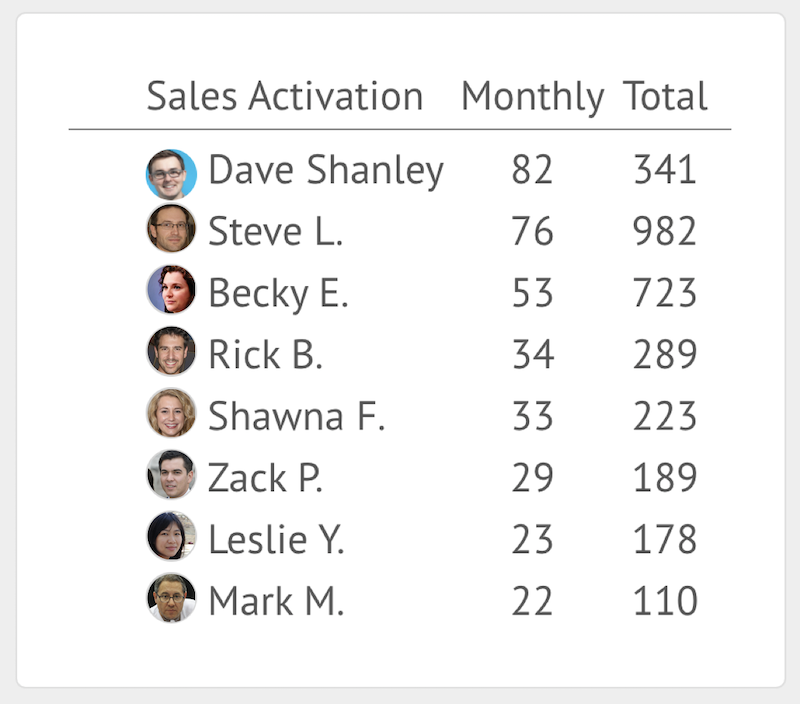 Sales Activation Monthly Total
Dave Shanley 82 341
Steve L. 76 982
Becky E. 53 723
Rick B. 34 289
Shawna F. 33 223
Zack P. 29 189
Leslie Y. 23 178
Mark M. 22 110